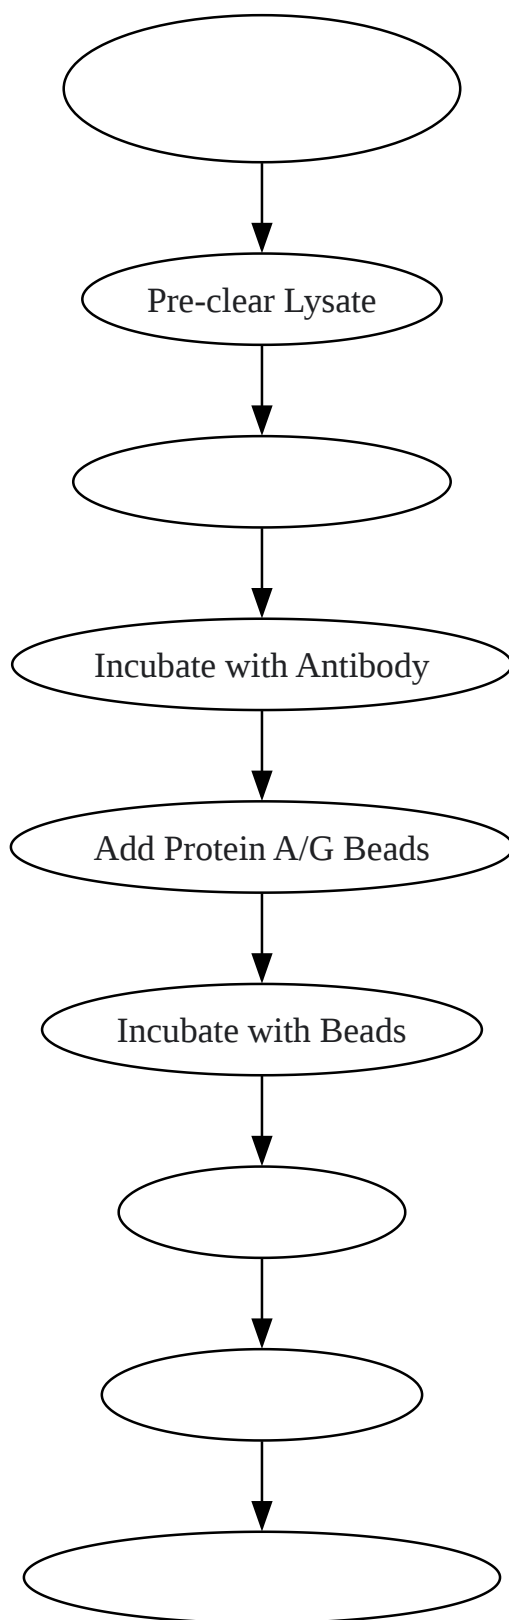 Pre-clear Lysate
Incubate with Antibody
Add Protein A/G Beads
Incubate with Beads